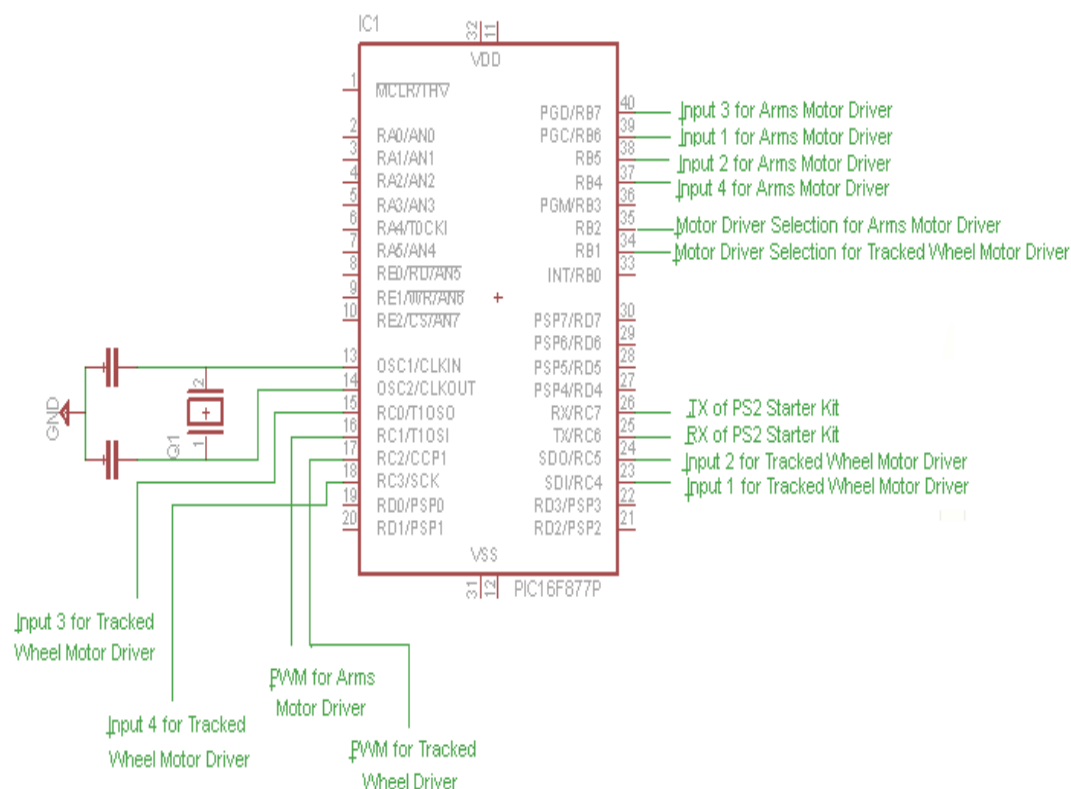 IC1
32 11
VDD
1 MCLR/THV
2 RA0/AN0
3 RA1/AN1
4 RA2/AN2
5 RA3/AN3
6 RA4/T0CKI
7 RA5/AN4
8 RE0/RD/AN5
9 RE1/WR/AN6
10 RE2/CS/AN7
13 OSC1/CLKIN
14 OSC2/CLKOUT
15 RC0/T1OSO
16 RC1/T1OSI
17 RC2/CCP1
18 RC3/SCK
19 RD0/PSP0
20 RD1/PSP1
PGD/RB7 40 Input 3 for Arms Motor Driver
PGC/RB6 39 Input 1 for Arms Motor Driver
RB5 38 Input 2 for Arms Motor Driver
RB4 37 Input 4 for Arms Motor Driver
PGM/RB3 36
RB2 35 Motor Driver Selection for Arms Motor Driver
RB1 34 Motor Driver Selection for Tracked Wheel Motor Driver
INT/RB0 33
PSP7/RD7 30
PSP6/RD6 29
PSP5/RD5 28
PSP4/RD4 27
RX/RC7 26 TX of PS2 Starter Kit
TX/RC6 25 RX of PS2 Starter Kit
SDO/RC5 24 Input 2 for Tracked Wheel Motor Driver
SDI/RC4 23 Input 1 for Tracked Wheel Motor Driver
RD3/PSP3 22
RD2/PSP2 21
VSS
31 12
PIC16F877P
GND
Q1
2
1
Input 3 for Tracked
Wheel Motor Driver
Input 4 for Tracked
Wheel Motor Driver
PWM for Arms
Motor Driver
PWM for Tracked
Wheel Driver